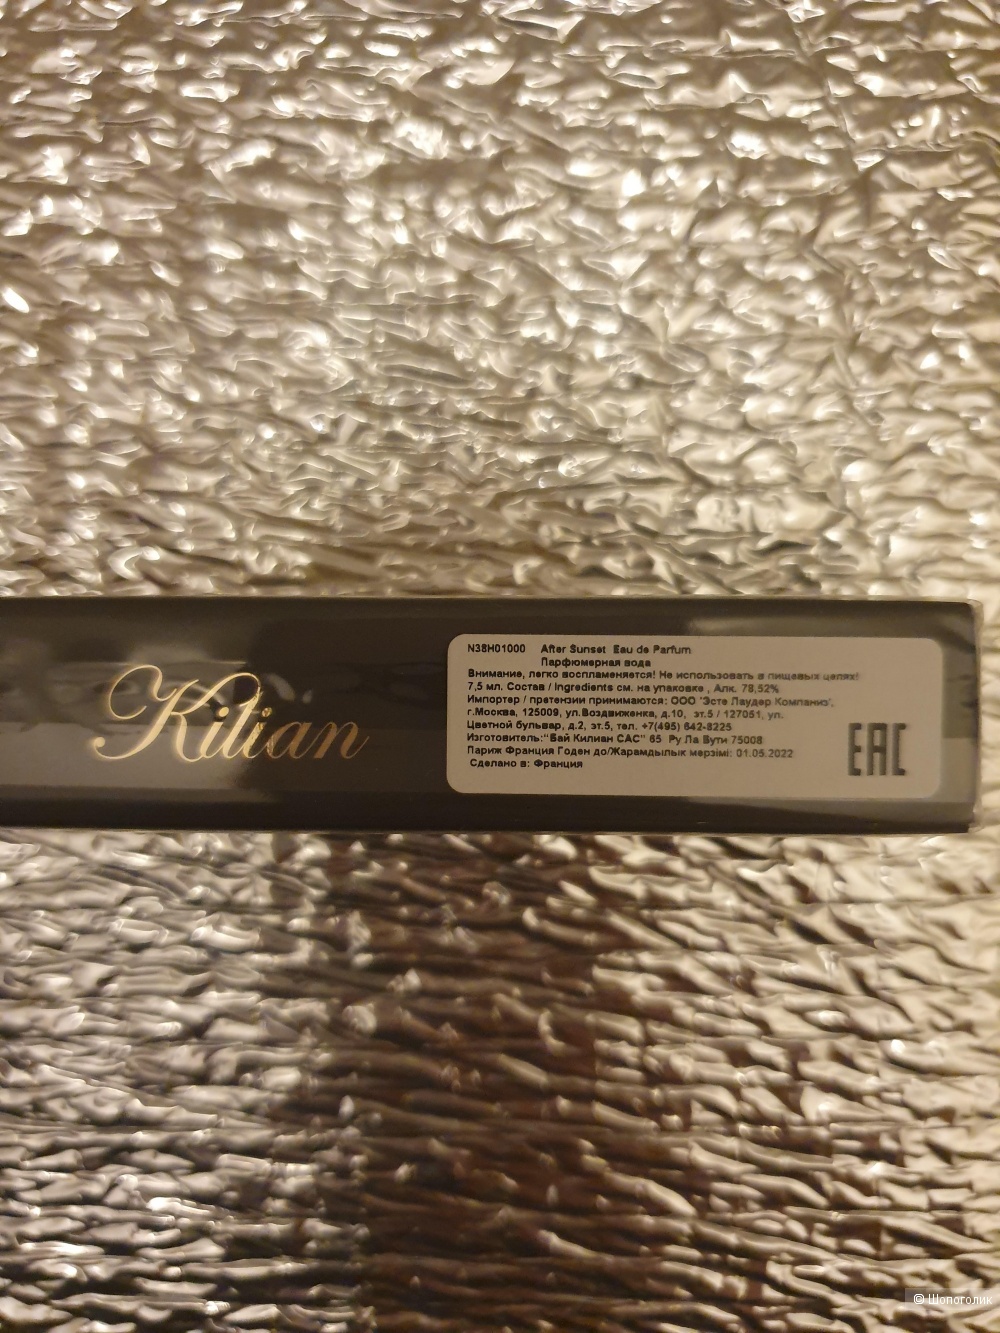 Kilian
N38H01000 After Sunset Eau de Parfum
Парфюмерная вода
Внимание, легко воспламеняется! Не использовать в пищевых целях!
7,5 мл. Состав / Ingredients см. на упаковке , Алк. 78,52%
Импортер / претензии принимаются: ООО 'Эсте Лаудер Компаниз',
г.Москва, 125009, ул.Воздвиженка, д.10, эт.5 / 127051, ул.
Цветной бульвар, д.2, эт.5, тел. +7(495) 642-8225
Изготовитель:"Бай Килиан САС" 65 Ру Ла Бути 75008
Париж Франция Годен до/Жарамдылык мерзімі: 01.05.2022
Сделано в: Франция
EAC
© Шопоголик